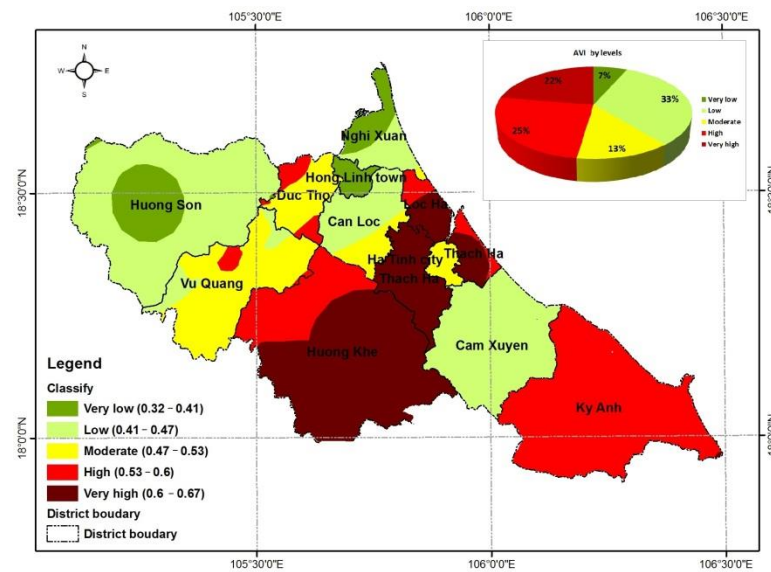 105°30'0"E
106°0'0"E
106°30'0"E
N
W
E
S
AVI by levels
7%
33%
13%
25%
22%
Very low
Low
Moderate
High
Very high
18°30'0"N
18°0'0"N
18°0'0"N
Nghi Xuan
Hong Linh town
Duc Tho
Loc Ha
Huong Son
Can Loc
Ha Tinh city
Thach Ha
Thach Ha
Vu Quang
Huong Khe
Cam Xuyen
Ky Anh
Legend
Classify
Very low (0.32 – 0.41)
Low (0.41 – 0.47)
Moderate (0.47 – 0.53)
High (0.53 – 0.6)
Very high (0.6 – 0.67)
District boudary
District boudary
105°30'0"E
106°0'0"E
106°30'0"E